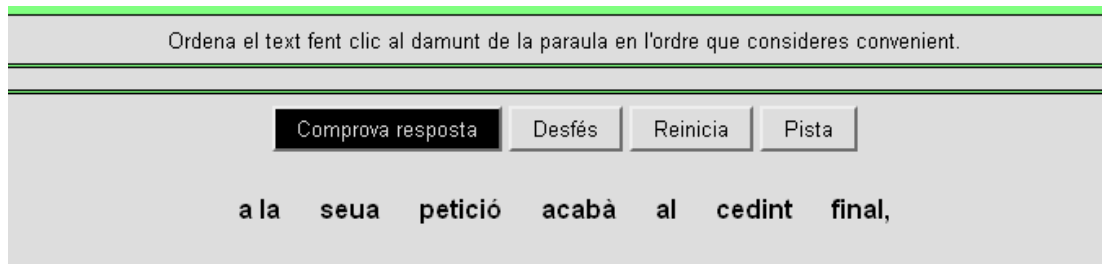 Ordena el text fent clic al damunt de la paraula en l'ordre que consideres convenient.
Comprova resposta Desfés Reinicia Pista
a la seua petició acabà al cedint final,